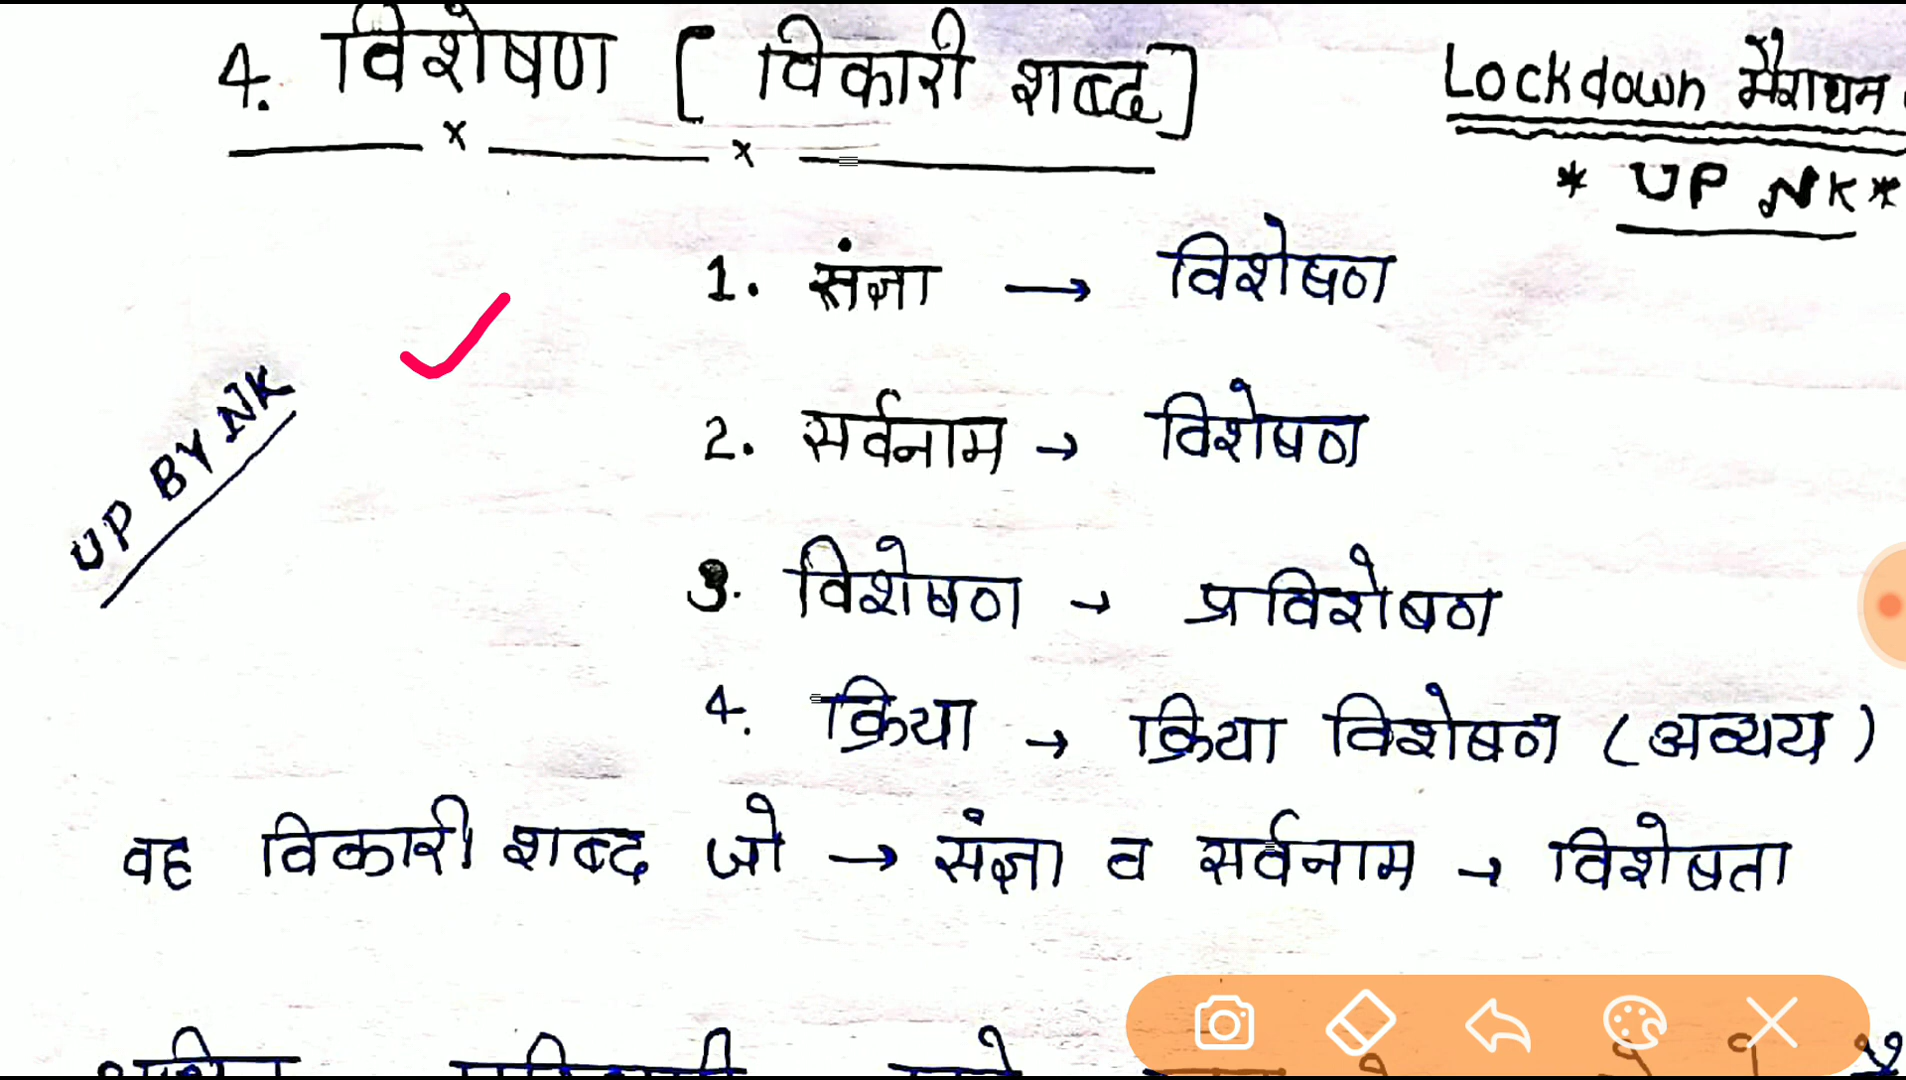 4. विशेषण [ विकारी शब्द ]
Lockdown मैराथन
* UP NK *
1. संज्ञा → विशेषण
2. सर्वनाम → विशेषण
3. विशेषण → प्रविशेषण
4. क्रिया → क्रिया विशेषण (अव्यय)
UP BY NK
वह विकारी शब्द जो → संज्ञा व सर्वनाम → विशेषता